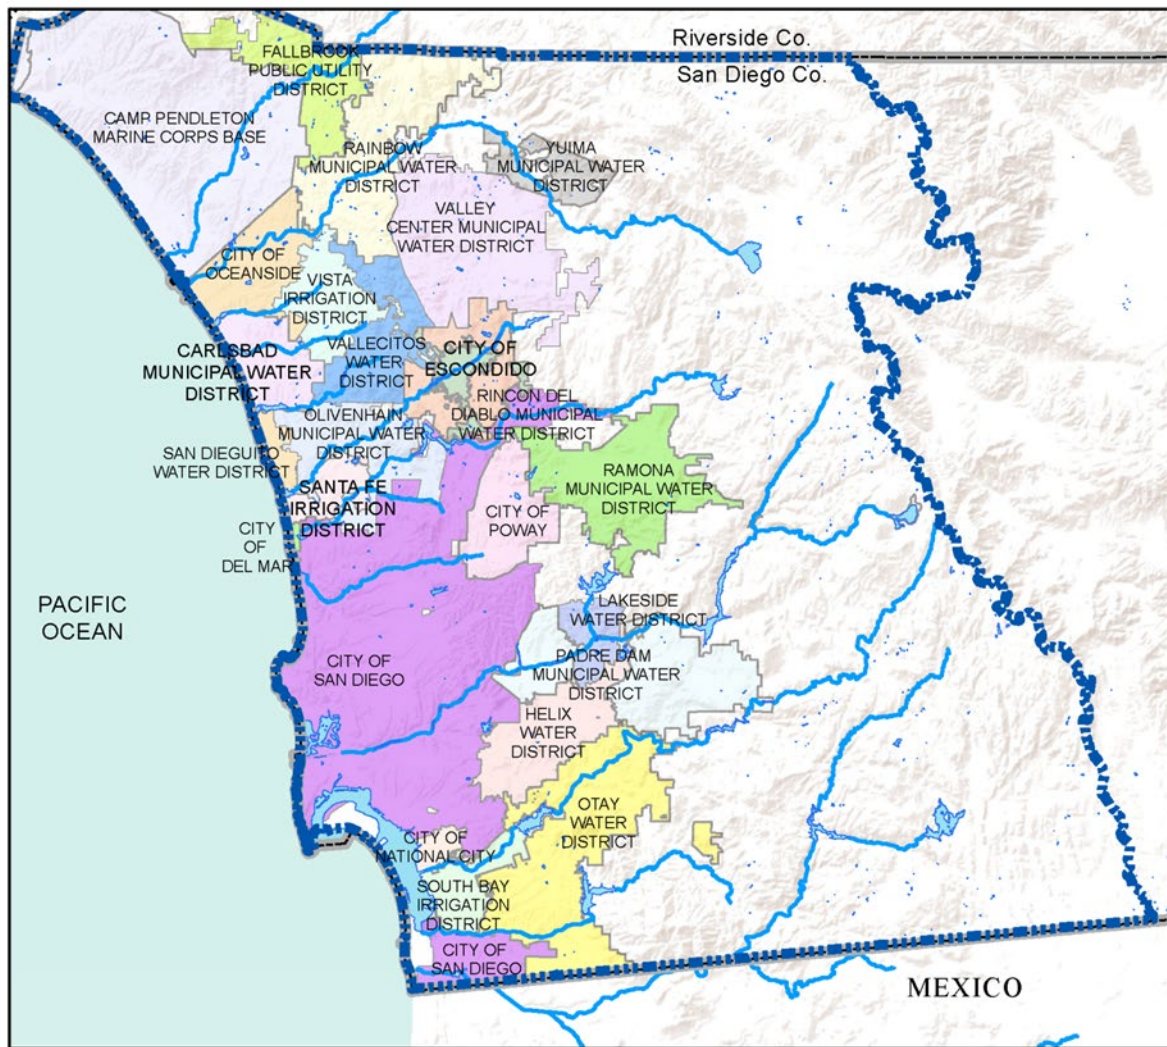 Riverside Co.
San Diego Co.
FALLBROOK
PUBLIC UTILITY
DISTRICT
CAMP PENDLETON
MARINE CORPS BASE
RAINBOW
MUNICIPAL WATER
DISTRICT
YUIMA
MUNICIPAL WATER
DISTRICT
VALLEY
CENTER MUNICIPAL
WATER DISTRICT
CITY OF
OCEANSIDE
VISTA
IRRIGATION
DISTRICT
CARLSBAD
MUNICIPAL WATER
DISTRICT
VALLECITOS
WATER
DISTRICT
CITY OF
ESCONDIDO
RINCON DEL
DIABLO MUNICIPAL
WATER DISTRICT
OLIVENHAIN
MUNICIPAL WATER
DISTRICT
SAN DIEGUITO
WATER DISTRICT
SANTA FE
IRRIGATION
DISTRICT
RAMONA
MUNICIPAL WATER
DISTRICT
CITY OF
POWAY
CITY
OF
DEL MAR
PACIFIC
OCEAN
LAKESIDE
WATER DISTRICT
CITY OF
SAN DIEGO
PADRE DAM
MUNICIPAL WATER
DISTRICT
HELIX
WATER
DISTRICT
OTAY
WATER
DISTRICT
CITY OF
NATIONAL CITY
SOUTH BAY
IRRIGATION
DISTRICT
CITY OF
SAN DIEGO
MEXICO